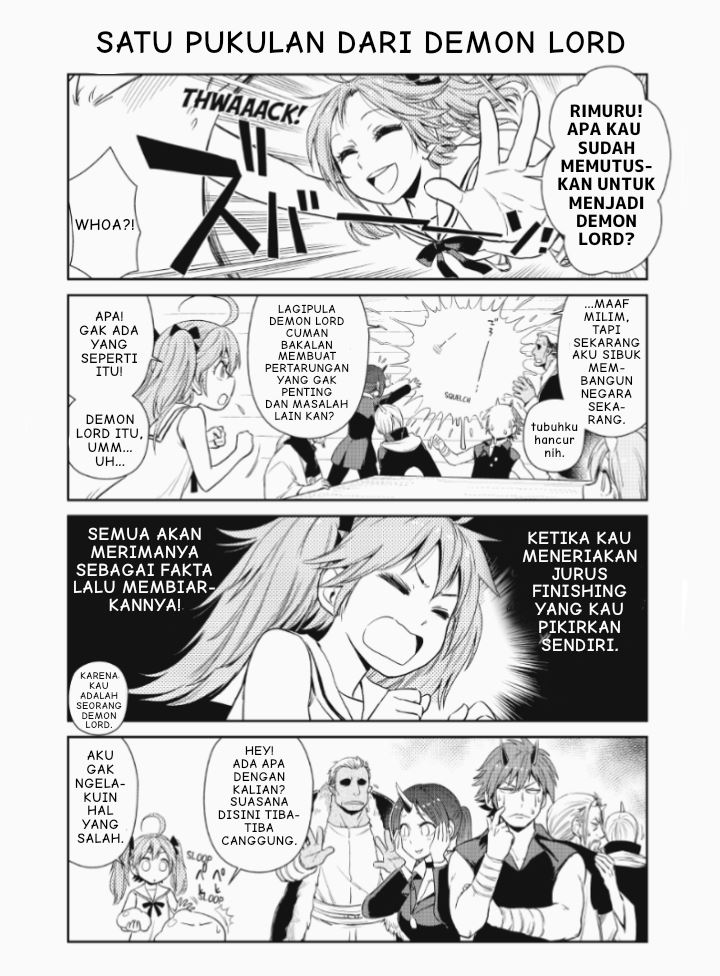 SATU PUKULAN DARI DEMON LORD
RIMURU!
APA KAU
SUDAH
MEMUTUS-
KAN UNTUK
MENJADI
DEMON
LORD?
THWAAACK!
ズバーーン!
WHOA?!
...MAAF
MILIM,
TAPI
SEKARANG
AKU SIBUK
MEM-
BANGUN
NEGARA
SEKA-
RANG.
tubuhku
hancur
nih.
SQUELCH
LAGIPULA
DEMON LORD
CUMAN
BAKALAN
MEMBUAT
PERTARUNGAN
YANG GAK
PENTING
DAN MASALAH
LAIN KAN?
APA!
GAK ADA
YANG
SEPERTI
ITU!
DEMON
LORD ITU,
UMM...
UH...
KETIKA KAU
MENERIAKAN
JURUS
FINISHING
YANG KAU
PIKIRKAN
SENDIRI.
SEMUA AKAN
MERIMANYA
SEBAGAI FAKTA
LALU MEMBIAR-
KANNYA!
KARENA
KAU
ADALAH
SEORANG
DEMON
LORD.
HEY!
ADA APA
DENGAN
KALIAN?
SUASANA
DISINI TIBA-
TIBA
CANGGUNG.
SLOOP
SLOOP
AKU
GAK
NGELA-
KUIN
HAL
YANG
SALAH.